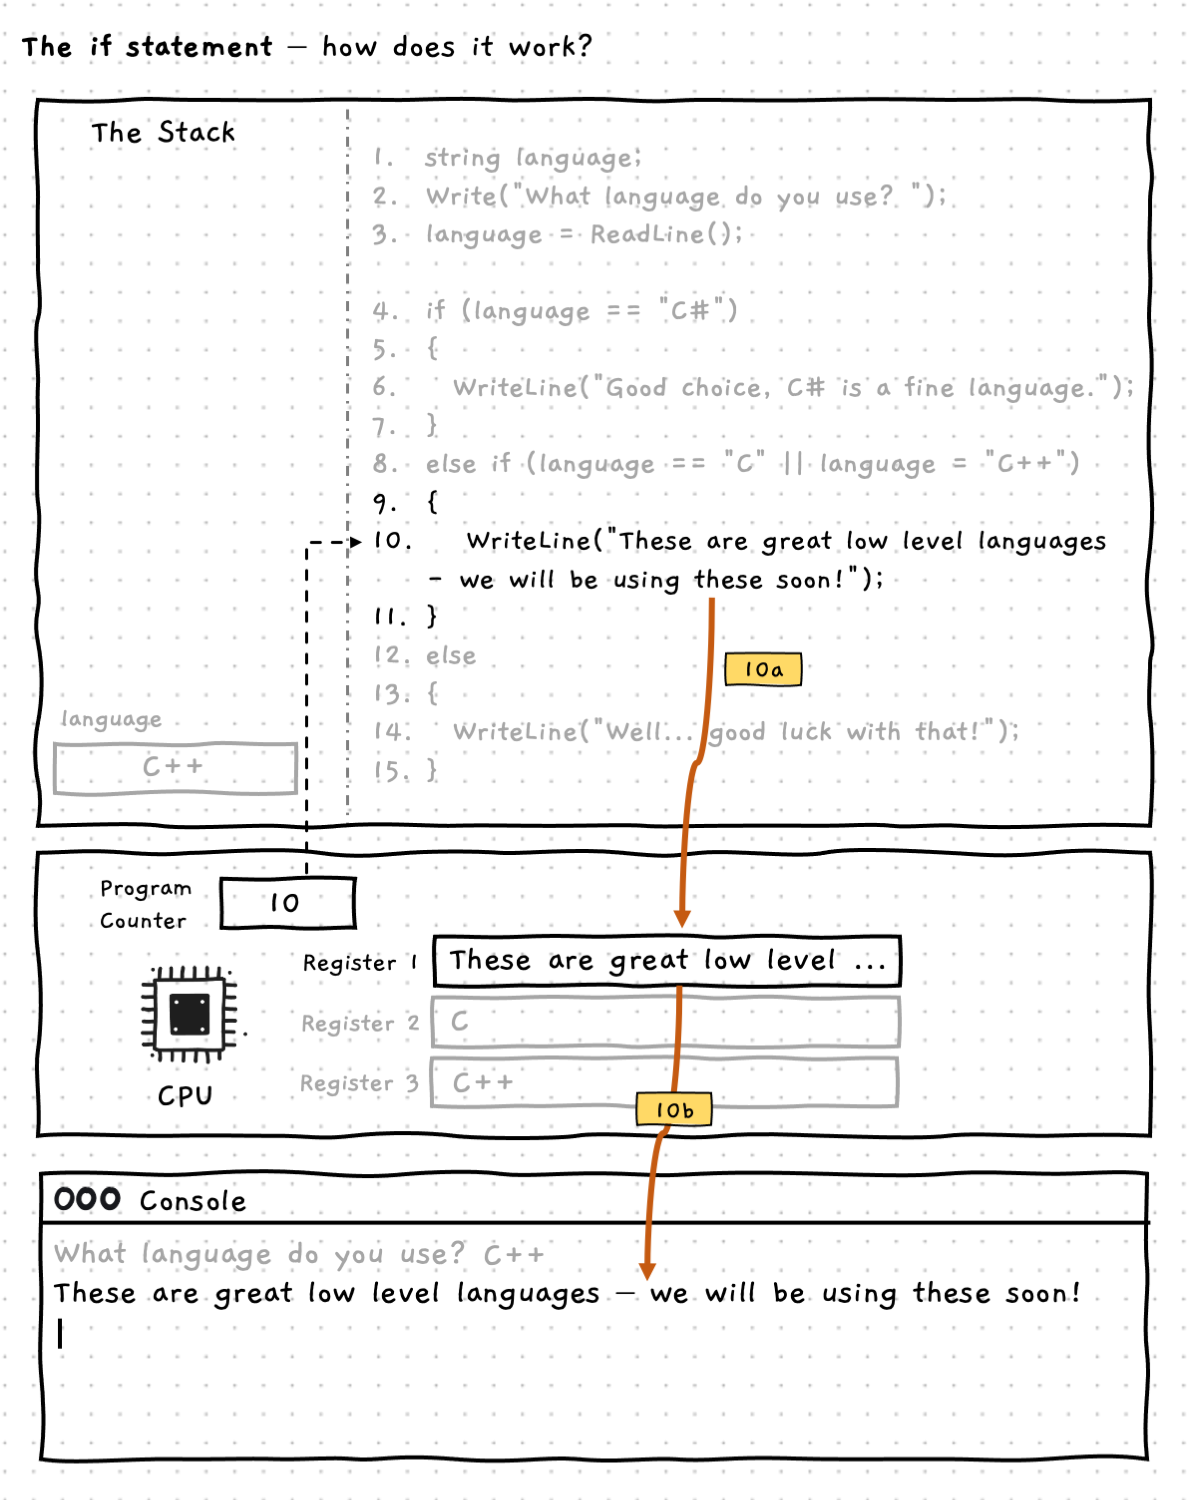 The if statement – how does it work?
The Stack
1. string language;
2. Write("What language do you use? ");
3. language = ReadLine();
4. if (language == "C#")
5. {
6. WriteLine("Good choice, C# is a fine language.");
7. }
8. else if (language == "C" || language = "C++")
9. {
10. WriteLine("These are great low level languages
- we will be using these soon!");
11. }
12. else
13. {
14. WriteLine("Well... good luck with that!");
15. }
10a
language
C++
Program
Counter
10
Register 1
These are great low level ...
Register 2
C
Register 3
C++
CPU
10b
Console
What language do you use? C++
These are great low level languages – we will be using these soon!